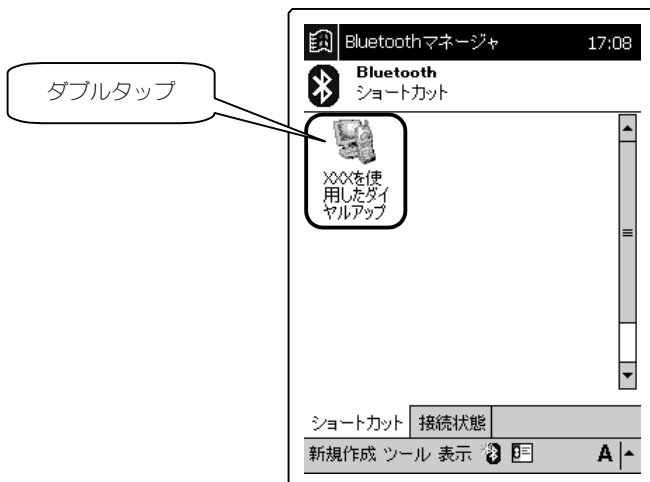 Bluetoothマネージャ 17:08
Bluetooth
ショートカット
ダブルタップ
XXXを使
用したダイ
ヤルアップ
ショートカット 接続状態
新規作成 ツール 表示 A